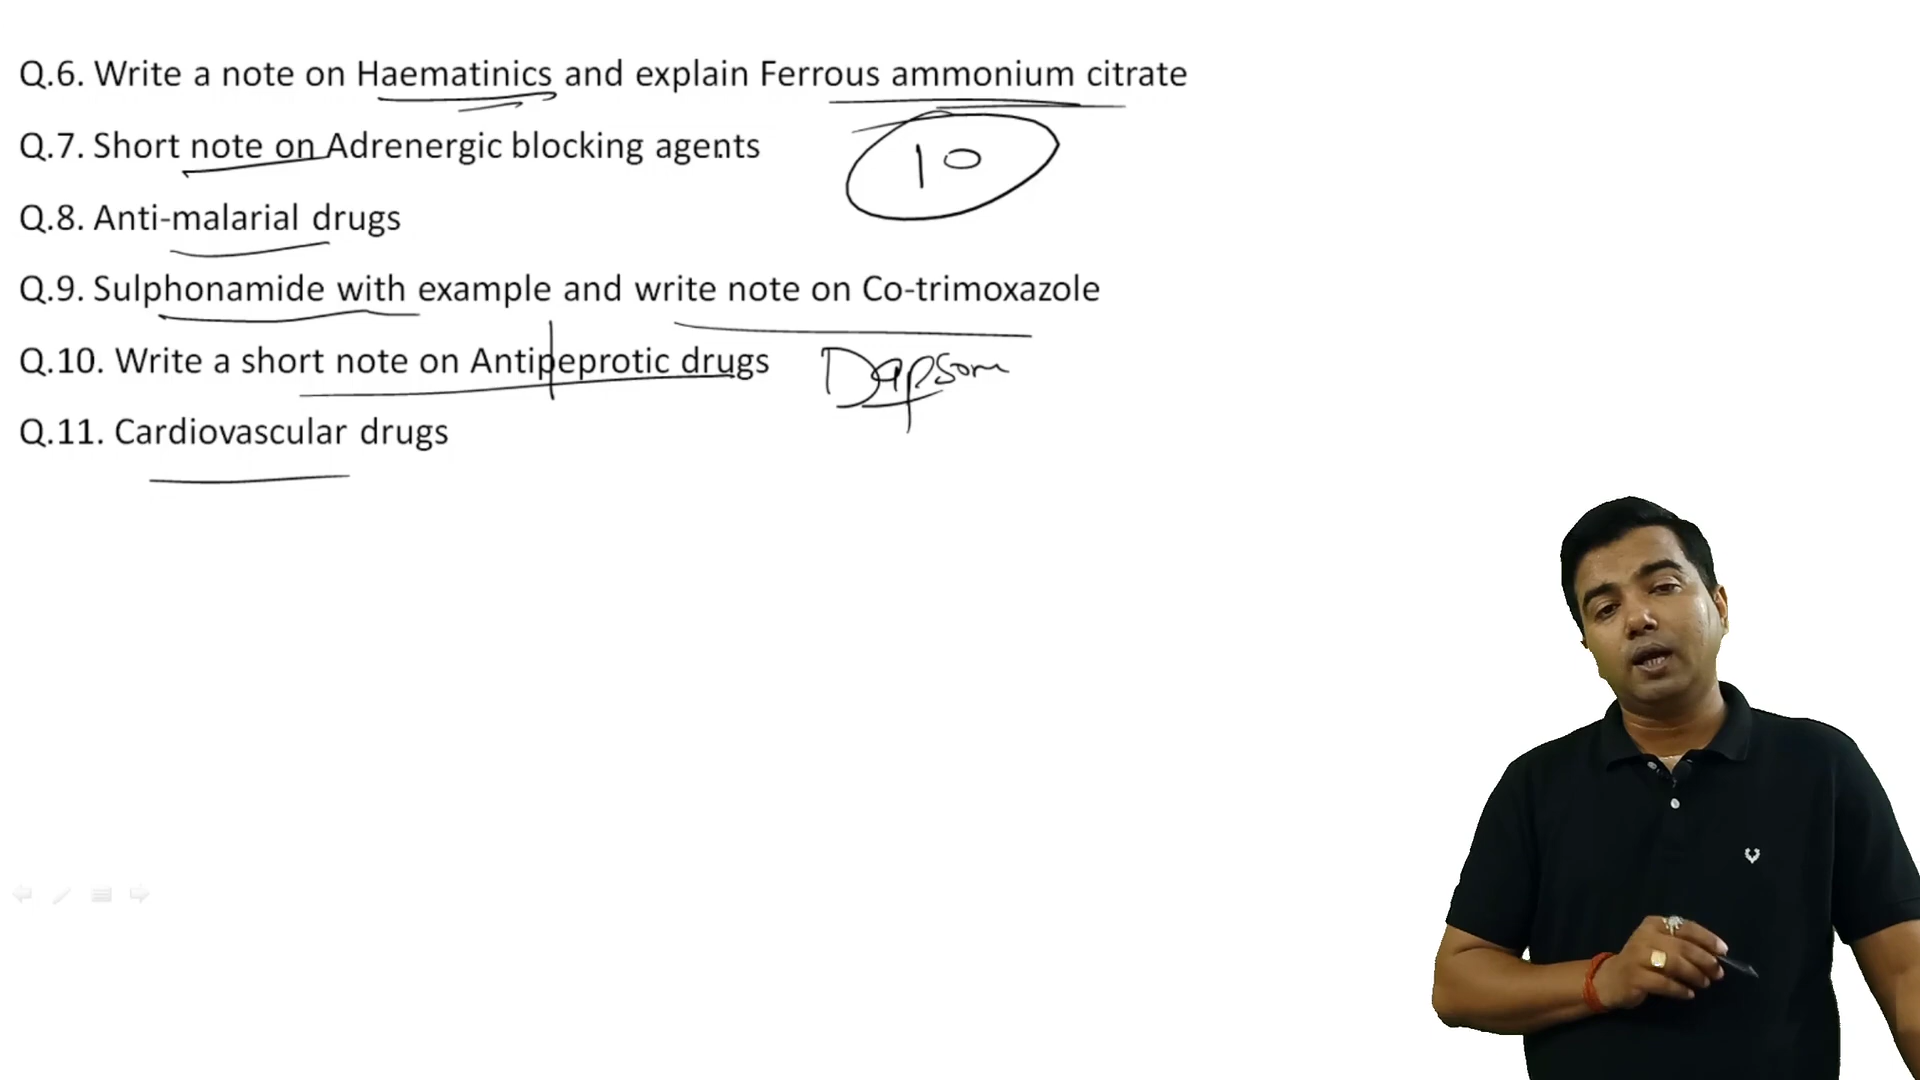 Q.6. Write a note on Haematinics and explain Ferrous ammonium citrate
Q.7. Short note on Adrenergic blocking agents
10
Q.8. Anti-malarial drugs
Q.9. Sulphonamide with example and write note on Co-trimoxazole
Q.10. Write a short note on Antipeprotic drugs Dapsom
Q.11. Cardiovascular drugs